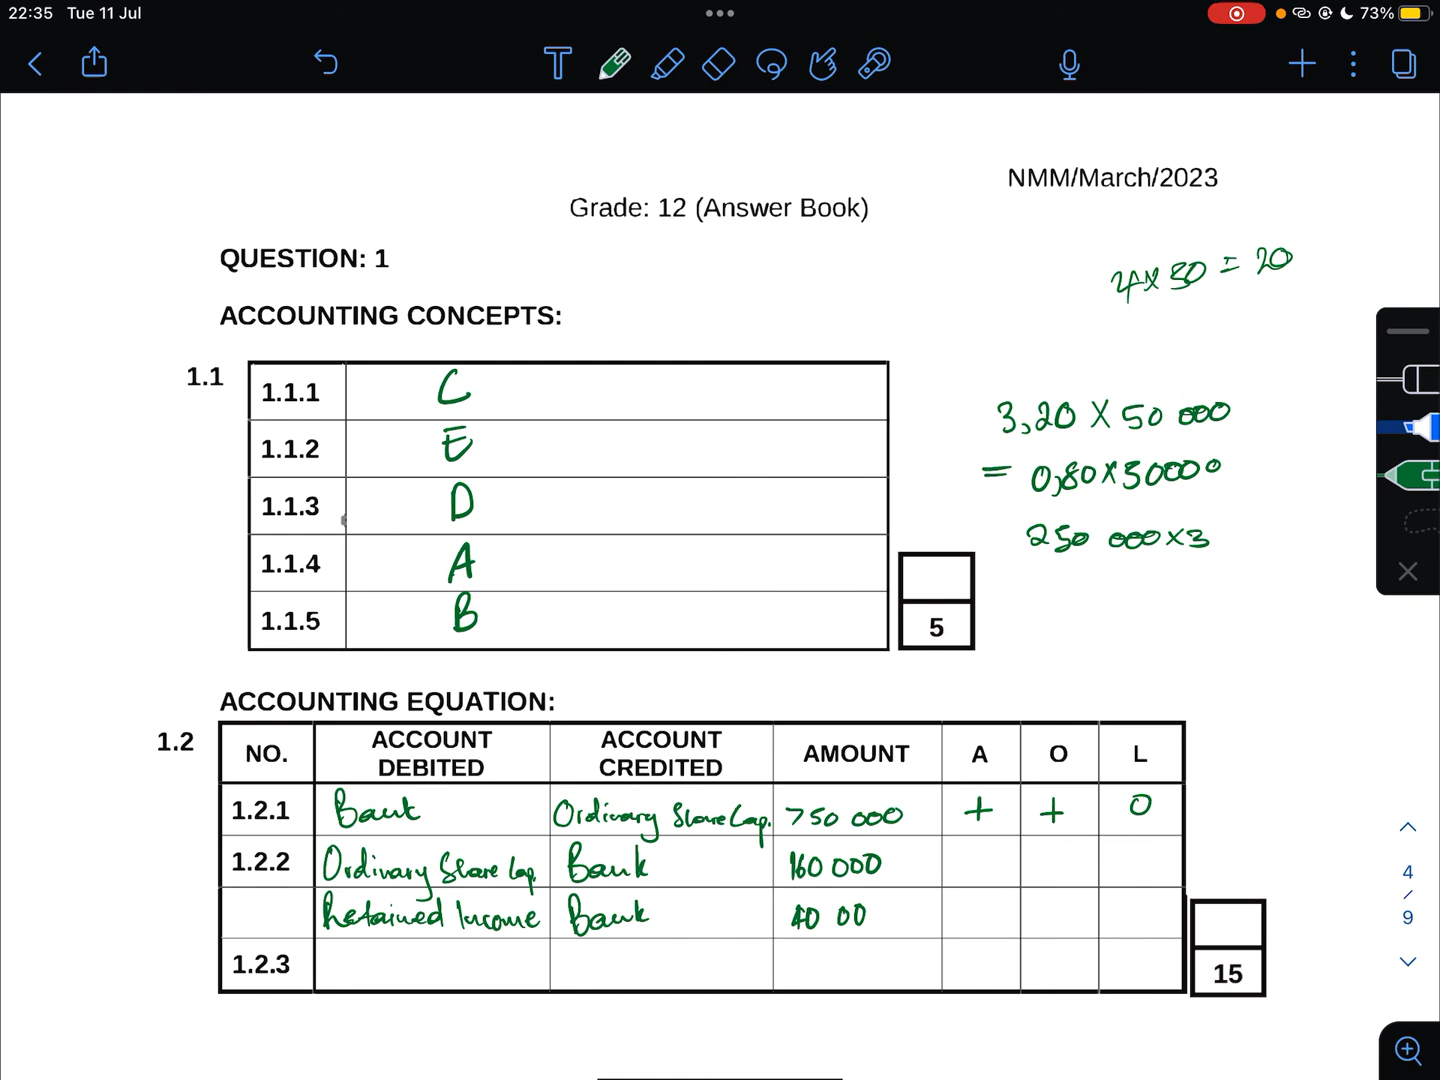 22:35 Tue 11 Jul
73%
NMM/March/2023
Grade: 12 (Answer Book)
QUESTION: 1
4 x 50 = 20
ACCOUNTING CONCEPTS:
1.1
1.1.1 C
1.1.2 E
1.1.3 D
1.1.4 A
1.1.5 B
5
3,20 x 50 000
= 0,80 x 50000
250 000 x 3
ACCOUNTING EQUATION:
1.2
NO. ACCOUNT DEBITED ACCOUNT CREDITED AMOUNT A O L
1.2.1 Bank Ordinary Share Cap. 750 000 + + 0
1.2.2 Ordinary Share Cap. Bank 160 000
Retained Income Bank 40 00
1.2.3
15
4
/
9